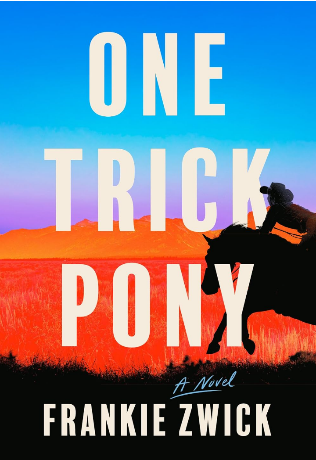 ONE
TRICK
PONY
A Novel
FRANKIE ZWICK